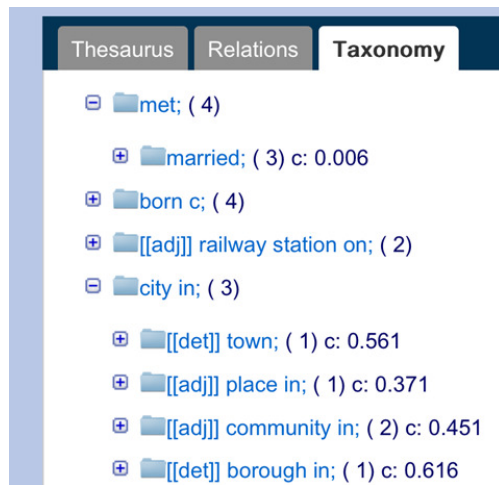 Thesaurus Relations Taxonomy
met; ( 4)
married; ( 3) c: 0.006
born c; ( 4)
[[adj]] railway station on; ( 2)
city in; ( 3)
[[det]] town; ( 1) c: 0.561
[[adj]] place in; ( 1) c: 0.371
[[adj]] community in; ( 2) c: 0.451
[[det]] borough in; ( 1) c: 0.616